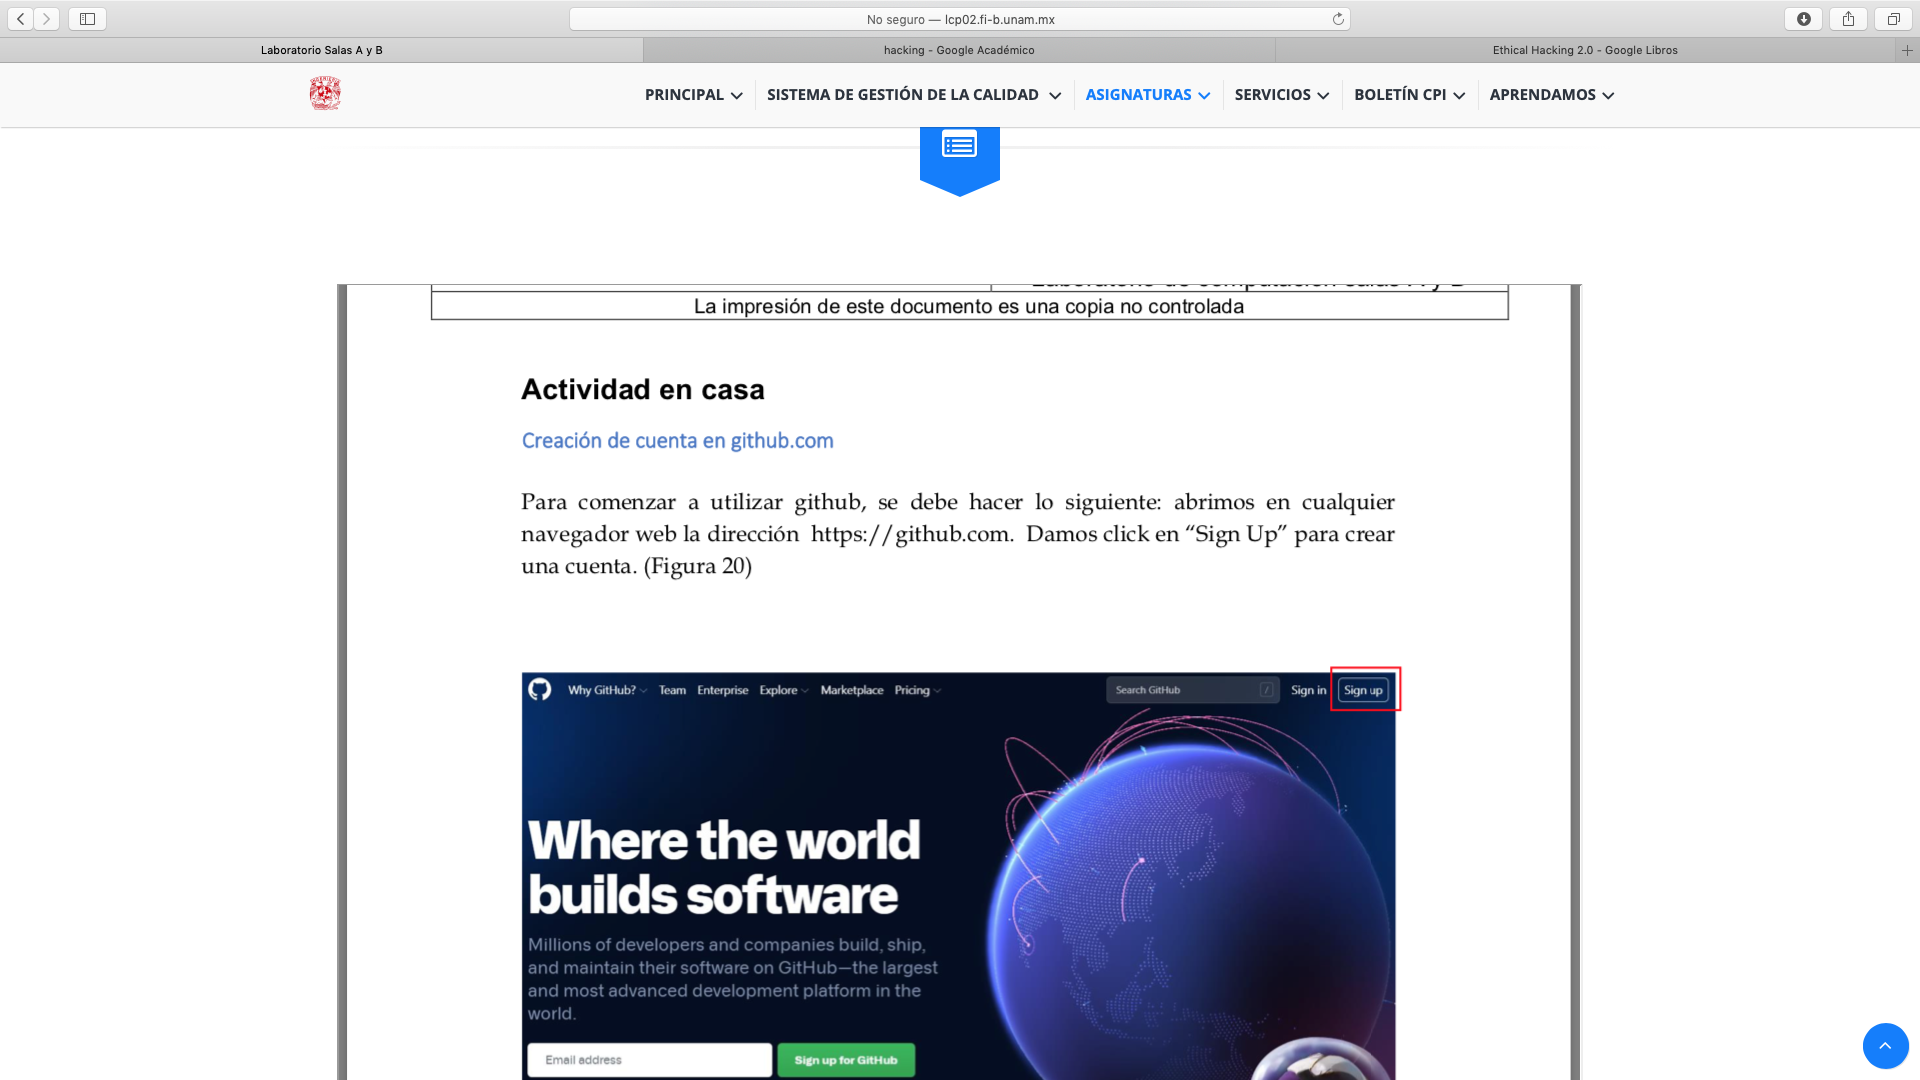 No seguro — lcp02.fi-b.unam.mx
Laboratorio Salas A y B
hacking - Google Académico
Ethical Hacking 2.0 - Google Libros
PRINCIPAL
SISTEMA DE GESTIÓN DE LA CALIDAD
ASIGNATURAS
SERVICIOS
BOLETÍN CPI
APRENDAMOS
Laboratorio de computación salas A y B
La impresión de este documento es una copia no controlada
Actividad en casa
Creación de cuenta en github.com
Para comenzar a utilizar github, se debe hacer lo siguiente: abrimos en cualquier
navegador web la dirección https://github.com. Damos click en “Sign Up” para crear
una cuenta. (Figura 20)
Why GitHub? Team Enterprise Explore Marketplace Pricing
Search GitHub /
Sign in
Sign up
Where the world
builds software
Millions of developers and companies build, ship,
and maintain their software on GitHub—the largest
and most advanced development platform in the
world.
Email address
Sign up for GitHub